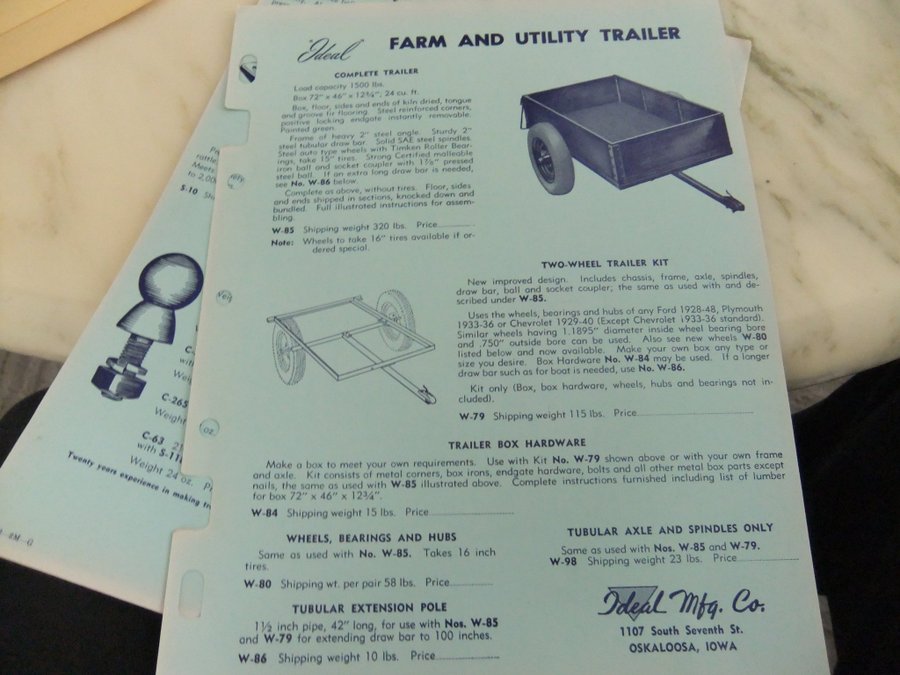 Ideal FARM AND UTILITY TRAILER
COMPLETE TRAILER
Load capacity 1500 lbs.
Box 72" x 46" x 12¾"; 24 cu. ft.
Box, floor, sides and ends of kiln dried, tongue
and groove fir flooring. Steel reinforced corners,
positive locking endgate instantly removable.
Painted green.
Frame of heavy 2" steel angle. Sturdy 2"
steel tubular draw bar. Solid SAE steel spindles.
Steel auto type wheels with Timken Roller Bear-
ings, take 15" tires. Strong Certified malleable
iron ball and socket coupler with 1⅞" pressed
steel ball. If an extra long draw bar is needed,
see No. W-86 below.
Complete as above, without tires. Floor, sides
and ends shipped in sections, knocked down and
bundled. Full illustrated instructions for assem-
bling.
W-85 Shipping weight 320 lbs. Price
Note: Wheels to take 16" tires available if or-
dered special.
TWO-WHEEL TRAILER KIT
New improved design. Includes chassis, frame, axle, spindles,
draw bar, ball and socket coupler; the same as used with and de-
scribed under W-85.
Uses the wheels, bearings and hubs of any Ford 1928-48, Plymouth
1933-36 or Chevrolet 1929-40 (Except Chevrolet 1933-36 standard).
Similar wheels having 1.1895" diameter inside wheel bearing bore
and .750" outside bore can be used. Also see new wheels W-80
listed below and now available. Make your own box any type or
size you desire. Box Hardware No. W-84 may be used. If a longer
draw bar such as for boat is needed, use No. W-86.
Kit only (Box, box hardware, wheels, hubs and bearings not in-
cluded).
W-79 Shipping weight 115 lbs. Price
TRAILER BOX HARDWARE
Make a box to meet your own requirements. Use with Kit No. W-79 shown above or with your own frame
and axle. Kit consists of metal corners, box irons, endgate hardware, bolts and all other metal box parts except
nails, the same as used with W-85 illustrated above. Complete instructions furnished including list of lumber
for box 72" x 46" x 12¾".
W-84 Shipping weight 15 lbs. Price
WHEELS, BEARINGS AND HUBS
Same as used with No. W-85. Takes 16 inch
tires.
W-80 Shipping wt. per pair 58 lbs. Price
TUBULAR EXTENSION POLE
1½ inch pipe, 42" long, for use with Nos. W-85
and W-79 for extending draw bar to 100 inches.
W-86 Shipping weight 10 lbs. Price
TUBULAR AXLE AND SPINDLES ONLY
Same as used with Nos. W-85 and W-79.
W-98 Shipping weight 23 lbs. Price
Ideal Mfg. Co.
1107 South Seventh St.
OSKALOOSA, IOWA
rattle
Meets
to 2,00
S-10
with
C-265
Weight
C-63
with S-11
Weight 24 oz.
Twenty years experience in making tr
oz.